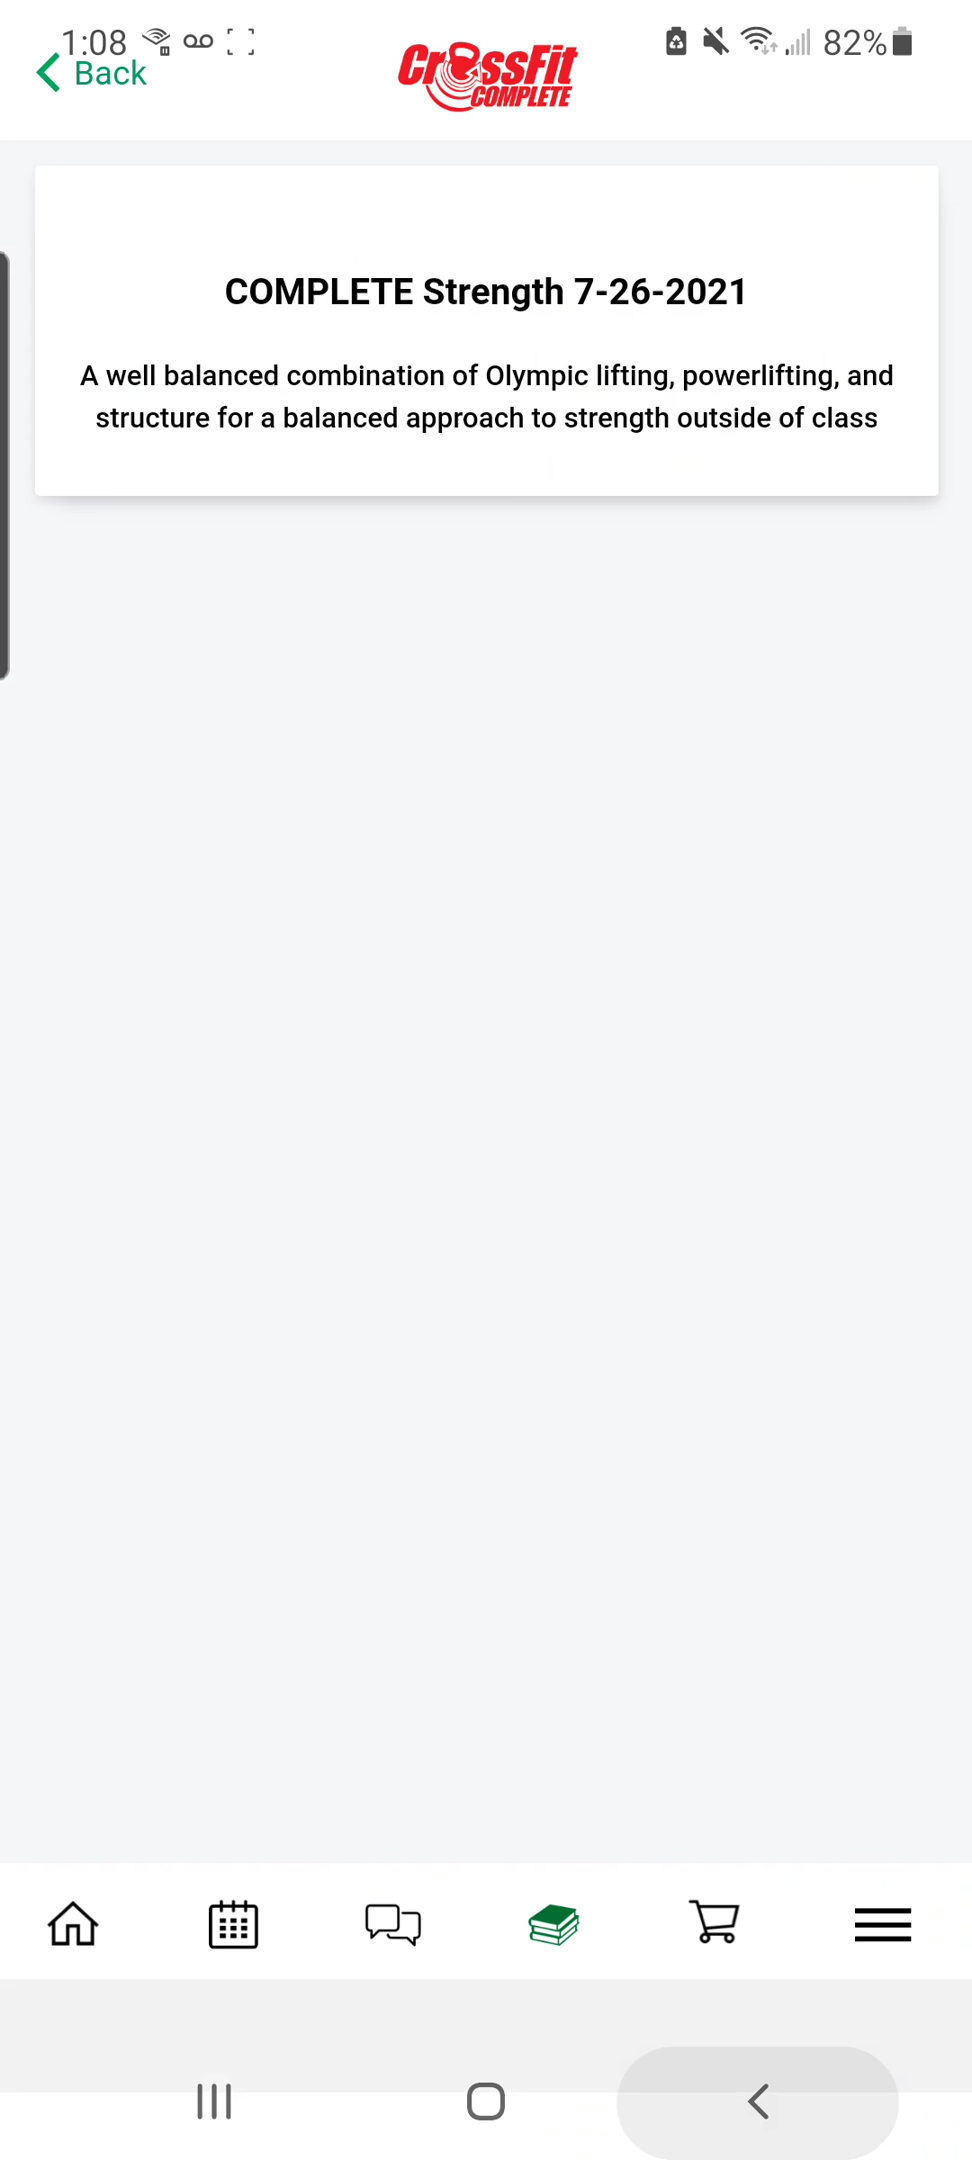 1:08
82%
Back
CrossFit
COMPLETE
COMPLETE Strength 7-26-2021
A well balanced combination of Olympic lifting, powerlifting, and
structure for a balanced approach to strength outside of class